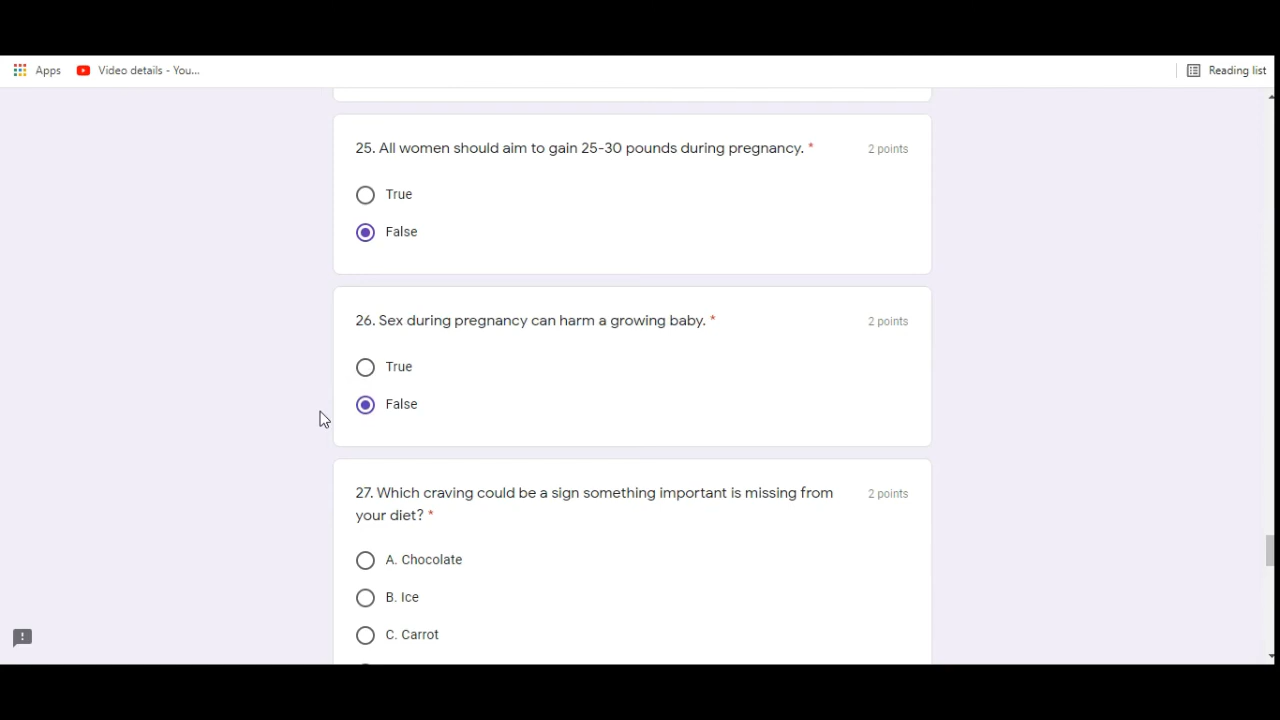 Apps Video details - You... Reading list
25. All women should aim to gain 25-30 pounds during pregnancy. * 2 points
True
False
26. Sex during pregnancy can harm a growing baby. * 2 points
True
False
27. Which craving could be a sign something important is missing from 2 points
your diet? *
A. Chocolate
B. Ice
C. Carrot